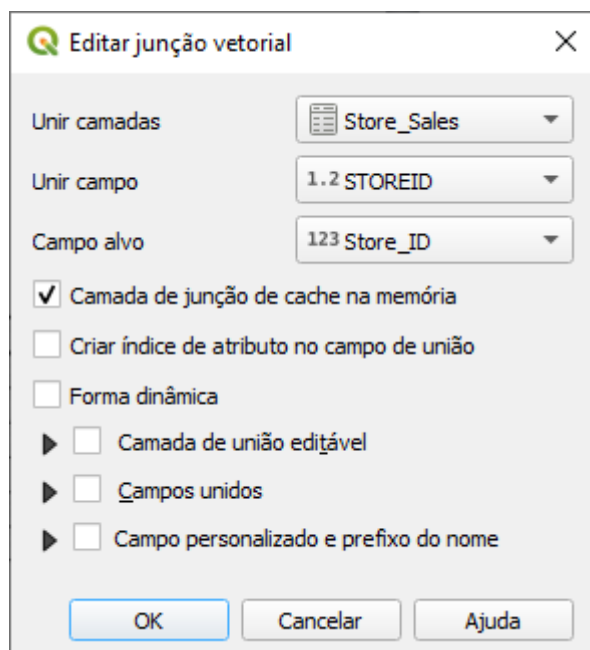 Editar junção vetorial
Unir camadas Store_Sales
Unir campo 1.2 STOREID
Campo alvo 123 Store_ID
Camada de junção de cache na memória
Criar índice de atributo no campo de união
Forma dinâmica
Camada de união editável
Campos unidos
Campo personalizado e prefixo do nome
OK Cancelar Ajuda